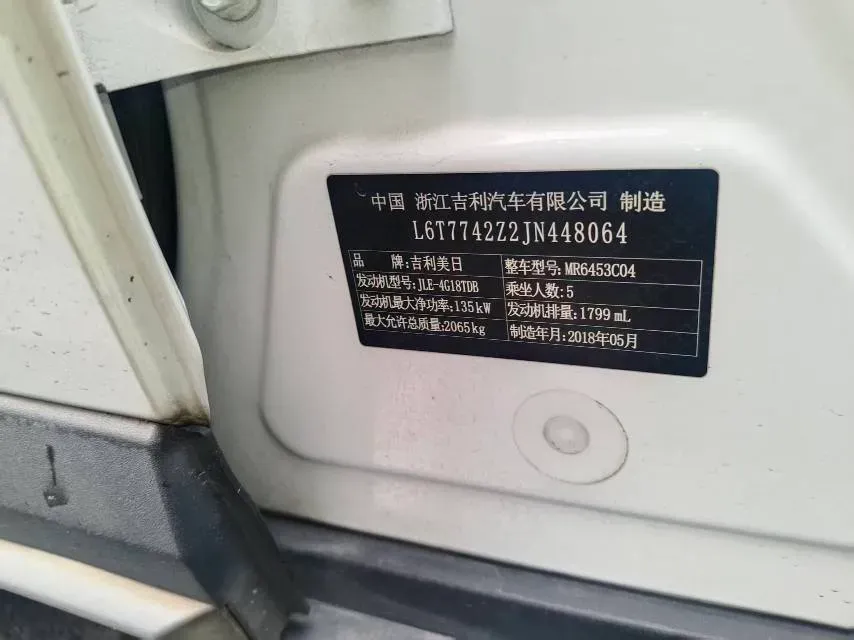 中国 浙江吉利汽车有限公司 制造
L6T7742Z2JN448064
品 牌:吉利美日 整车型号:MR6453C04
发动机型号:JLE-4G18TDB 乘坐人数:5
发动机最大净功率:135kW 发动机排量:1799 mL
最大允许总质量:2065kg 制造年月:2018年05月